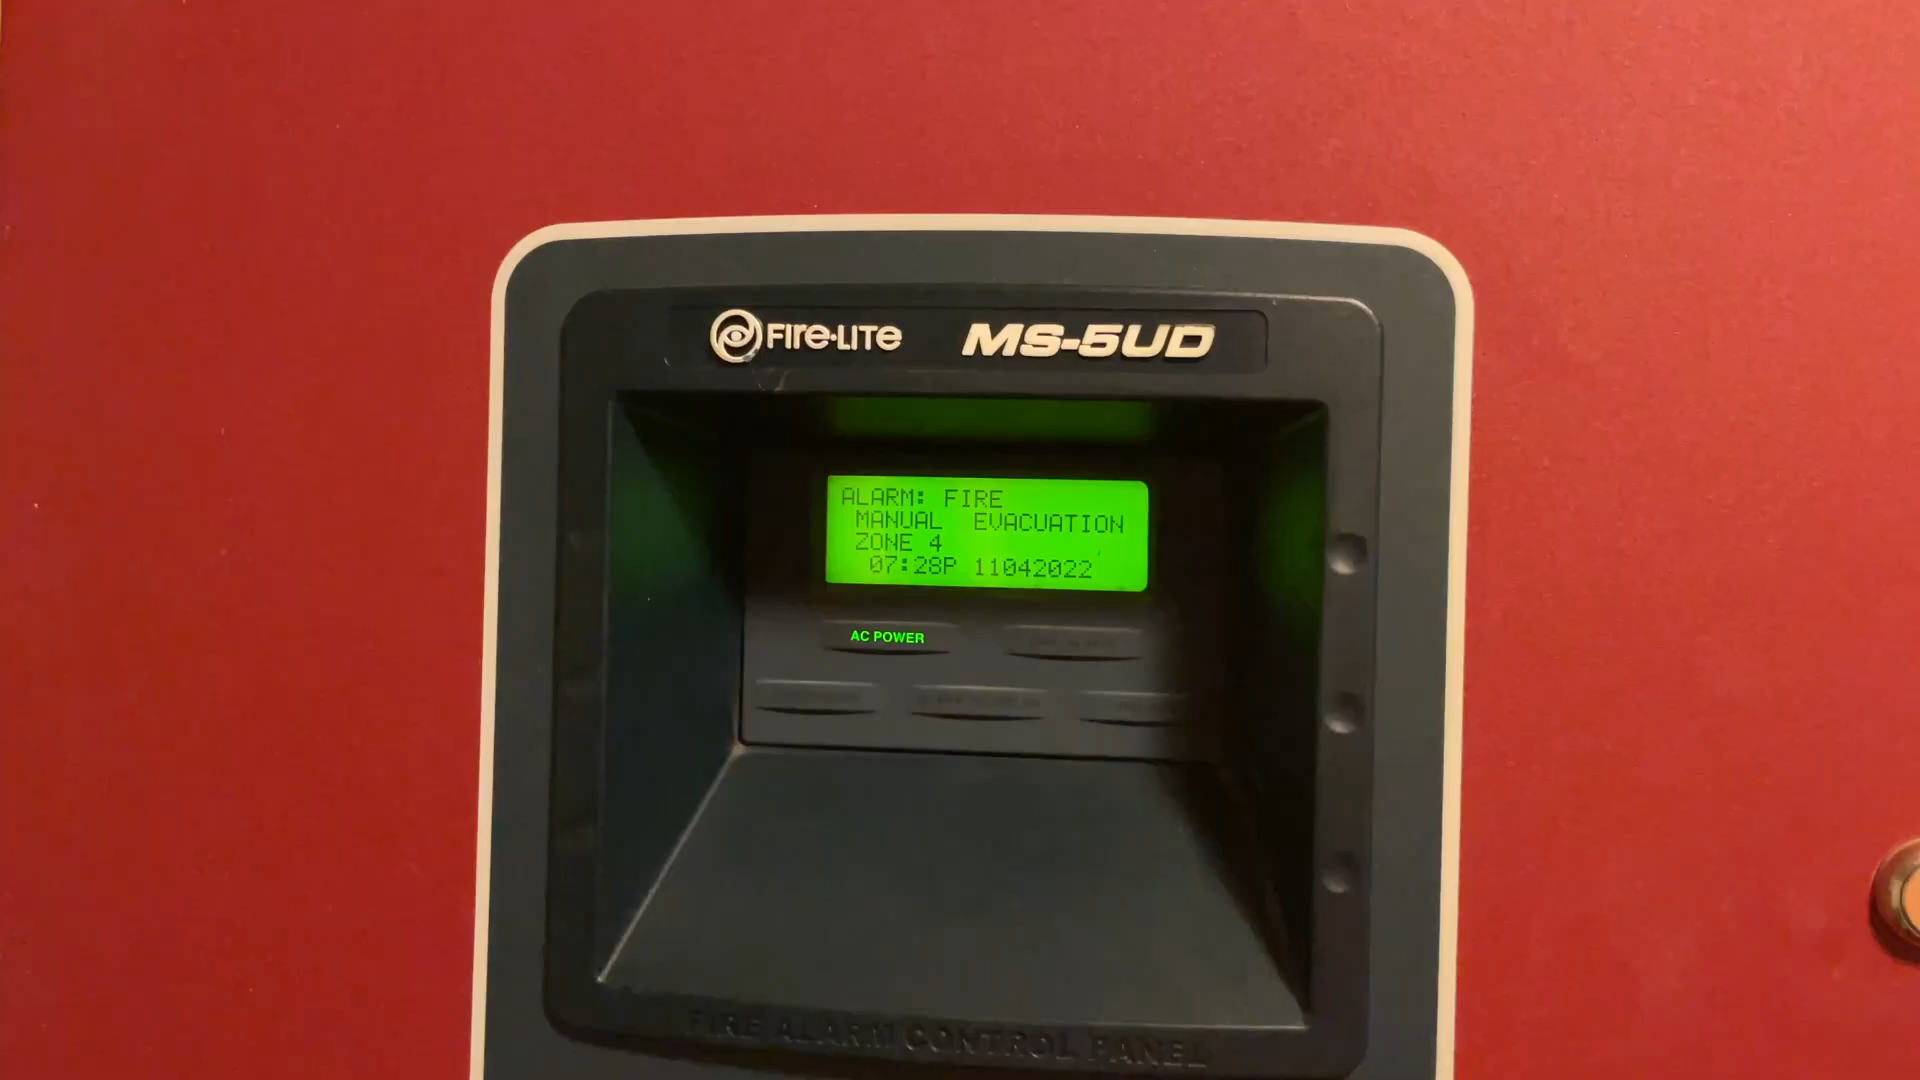 FIRE·LITE MS-5UD
ALARM: FIRE
MANUAL EVACUATION
ZONE 4
07:28P 11042022
AC POWER
FIRE ALARM CONTROL PANEL